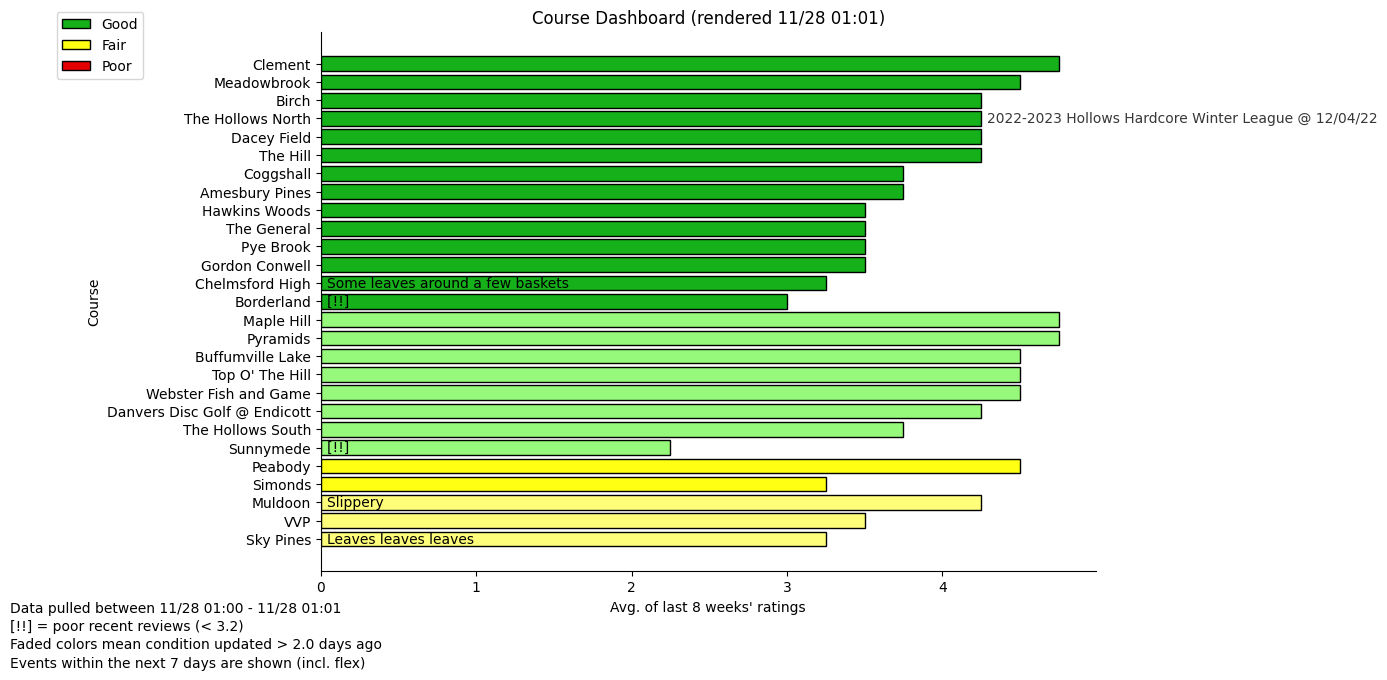 Course Dashboard (rendered 11/28 01:01)
Good
Fair
Poor
Course
Clement
Meadowbrook
Birch
The Hollows North
2022-2023 Hollows Hardcore Winter League @ 12/04/22
Dacey Field
The Hill
Coggshall
Amesbury Pines
Hawkins Woods
The General
Pye Brook
Gordon Conwell
Chelmsford High
Some leaves around a few baskets
Borderland
[!!]
Maple Hill
Pyramids
Buffumville Lake
Top O' The Hill
Webster Fish and Game
Danvers Disc Golf @ Endicott
The Hollows South
Sunnymede
[!!]
Peabody
Simonds
Muldoon
Slippery
VVP
Sky Pines
Leaves leaves leaves
0 1 2 3 4
Avg. of last 8 weeks' ratings
Data pulled between 11/28 01:00 - 11/28 01:01
[!!] = poor recent reviews (< 3.2)
Faded colors mean condition updated > 2.0 days ago
Events within the next 7 days are shown (incl. flex)